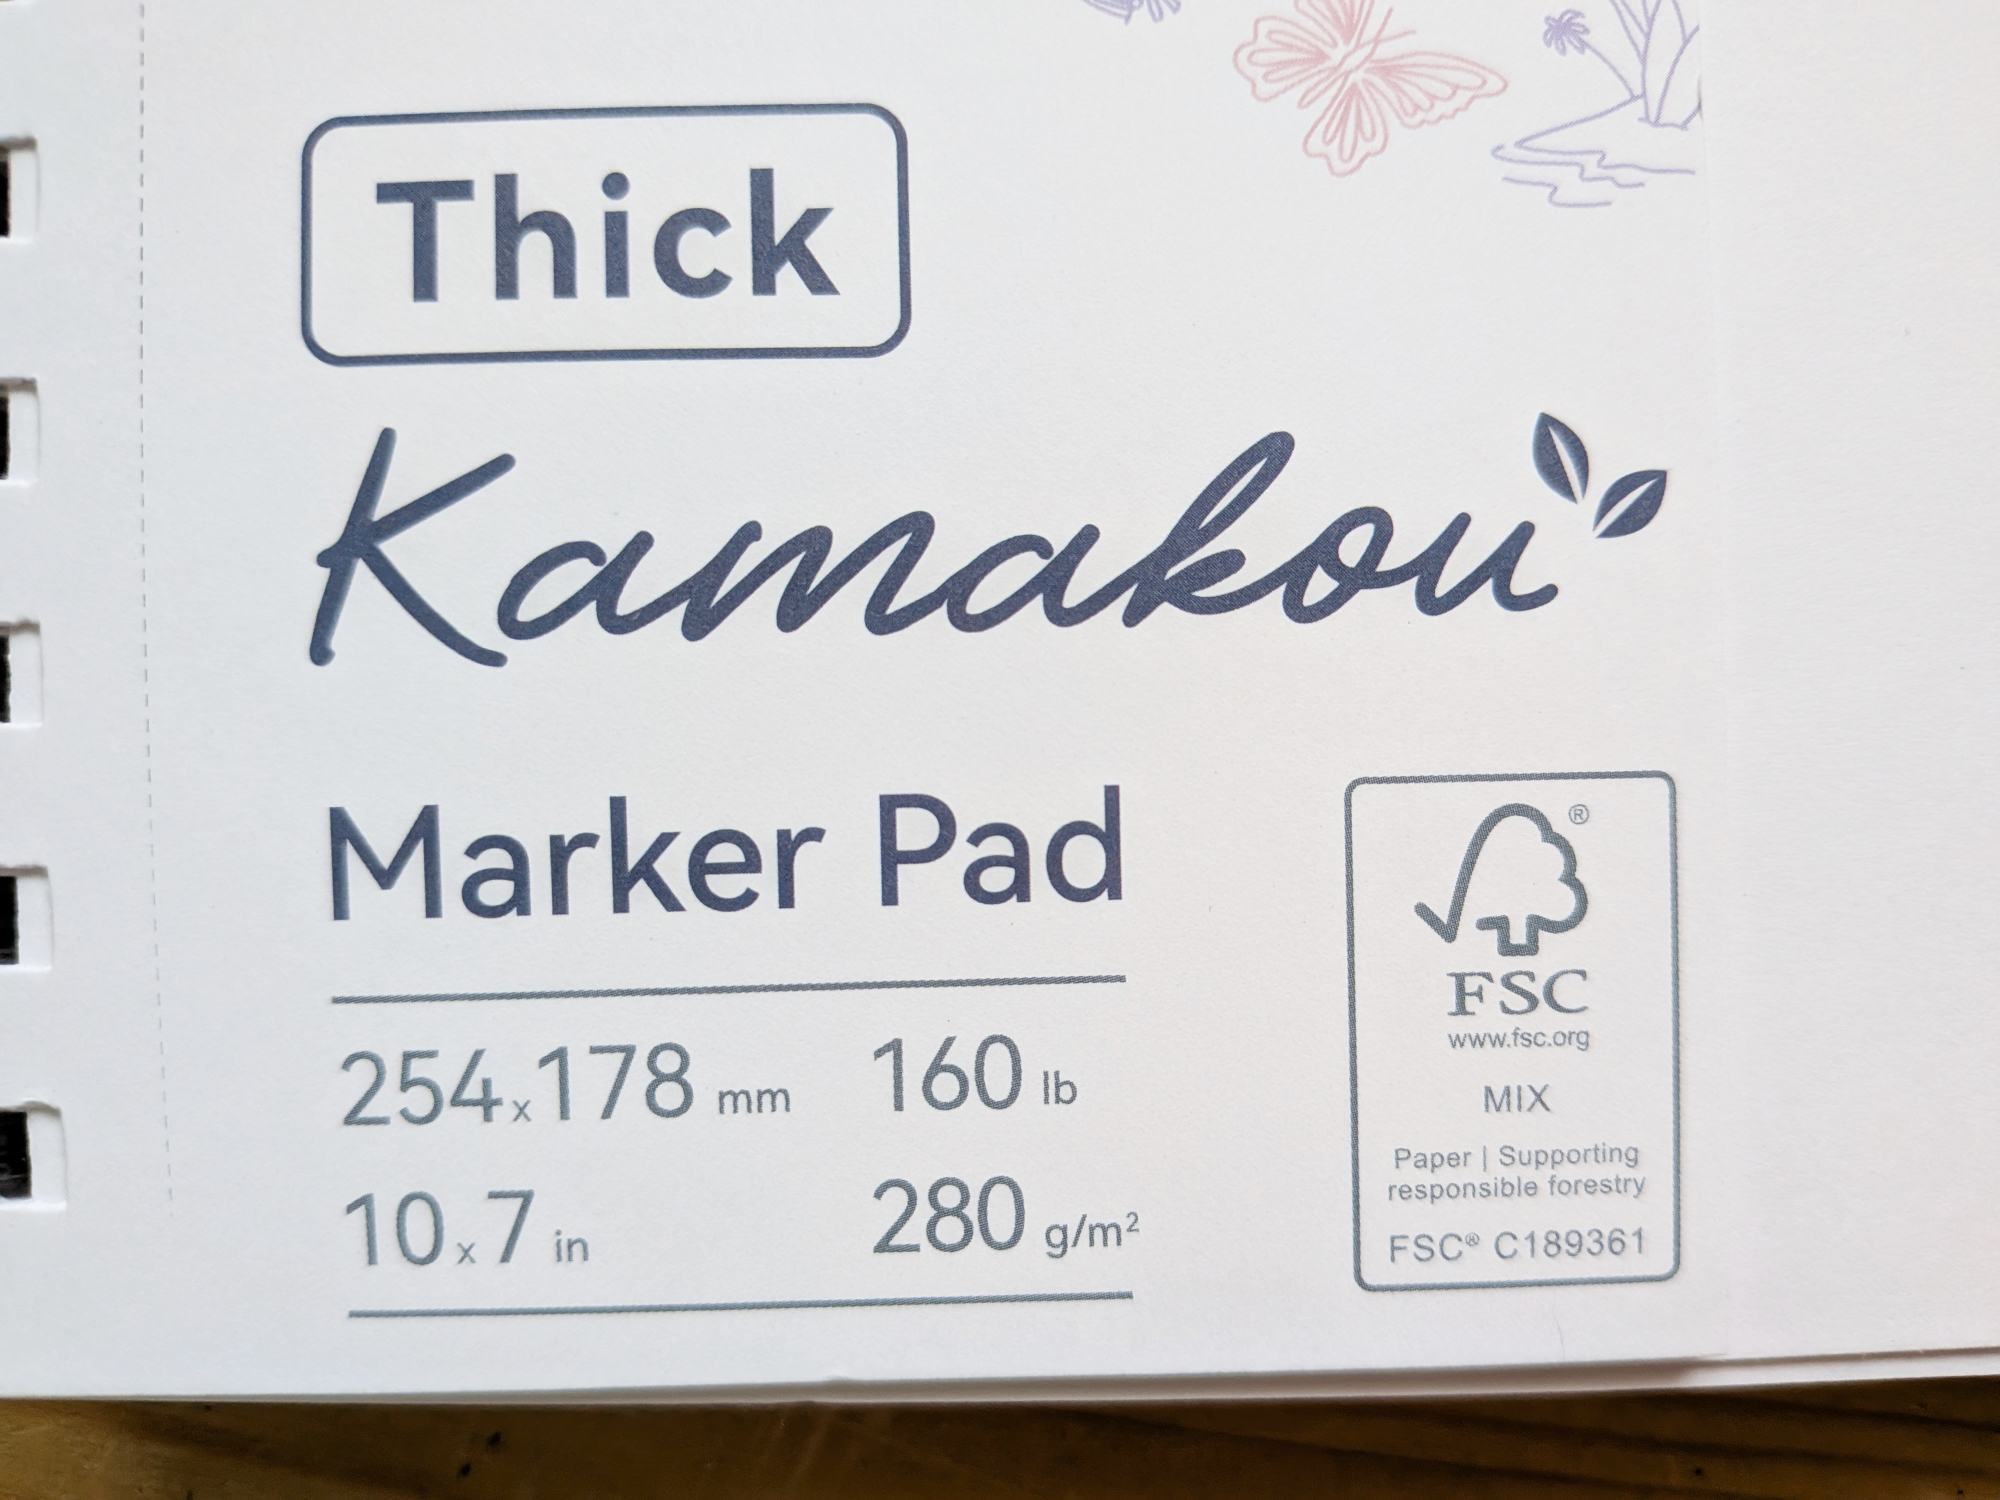 Thick
Kamakou
Marker Pad
254x178 mm 160 lb
10x7 in 280 g/m²
®
FSC
www.fsc.org
MIX
Paper | Supporting
responsible forestry
FSC® C189361